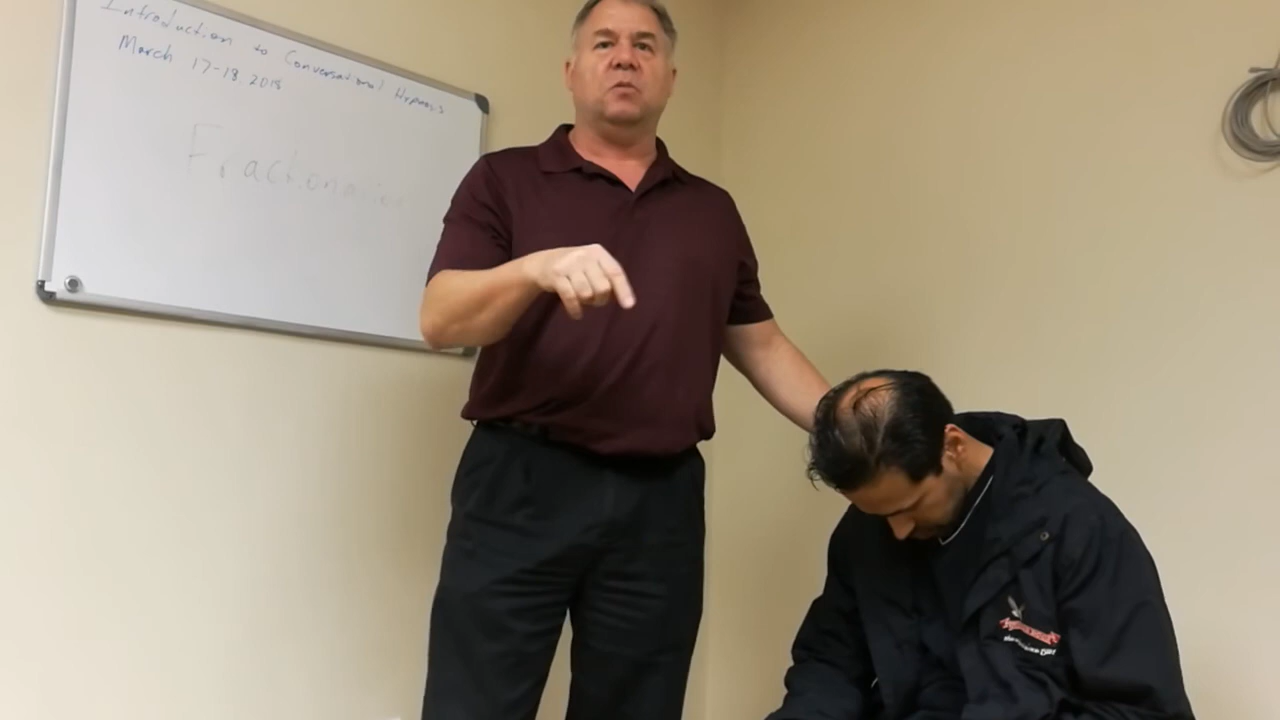 Introduction to Conversational Hypnosis
March 17-18 2018
Fractionation